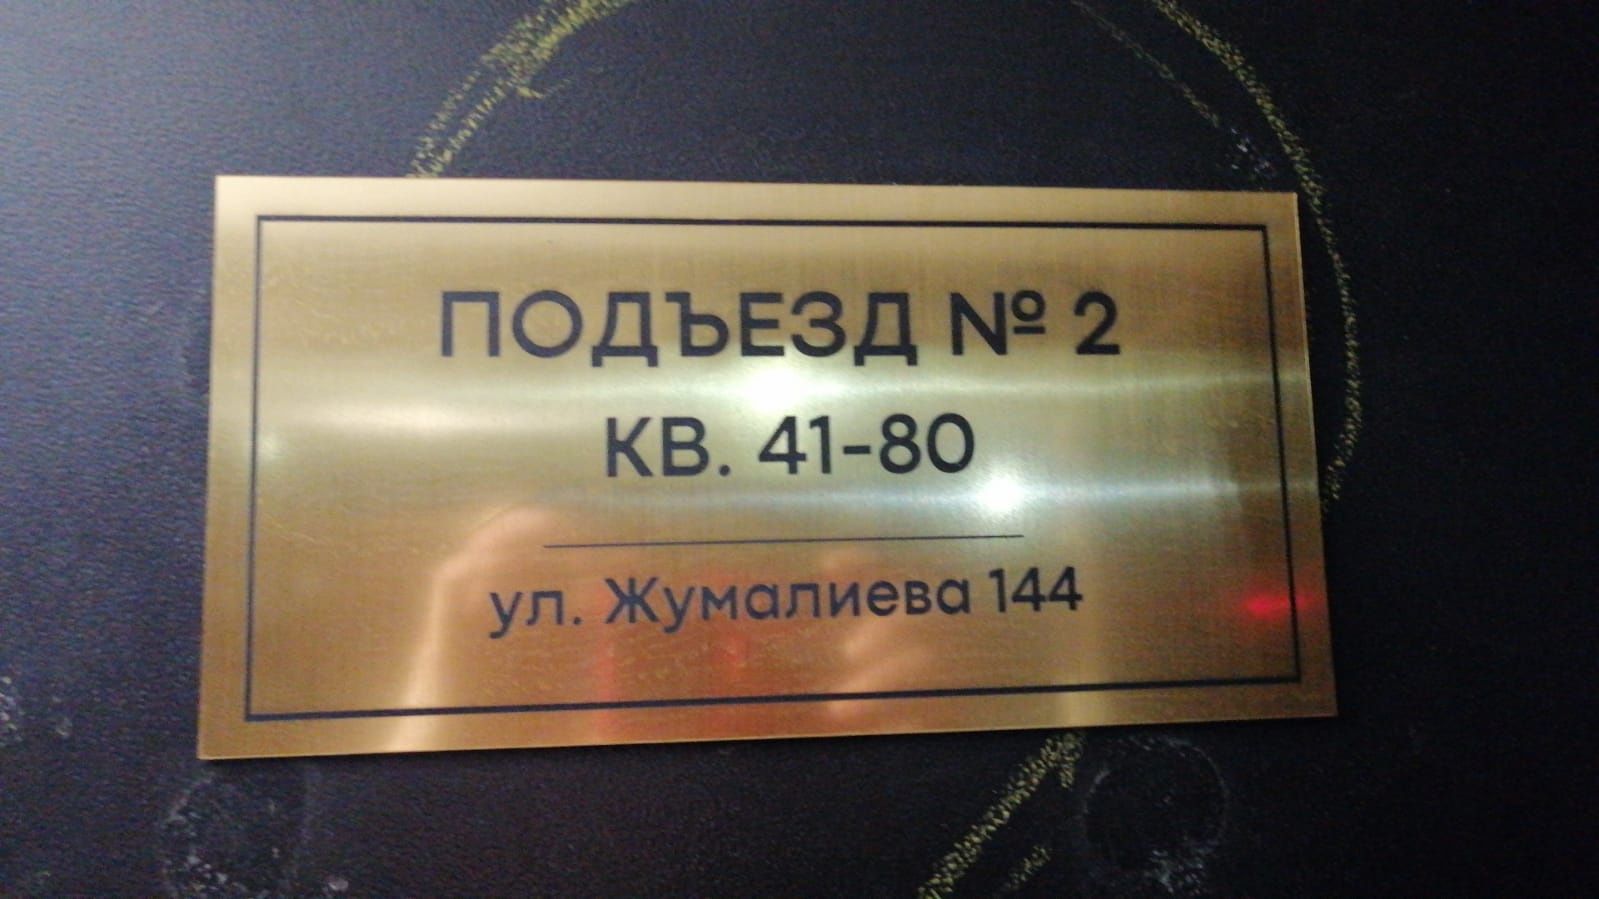 ПОДЪЕЗД № 2
КВ. 41-80
ул. Жумалиева 144